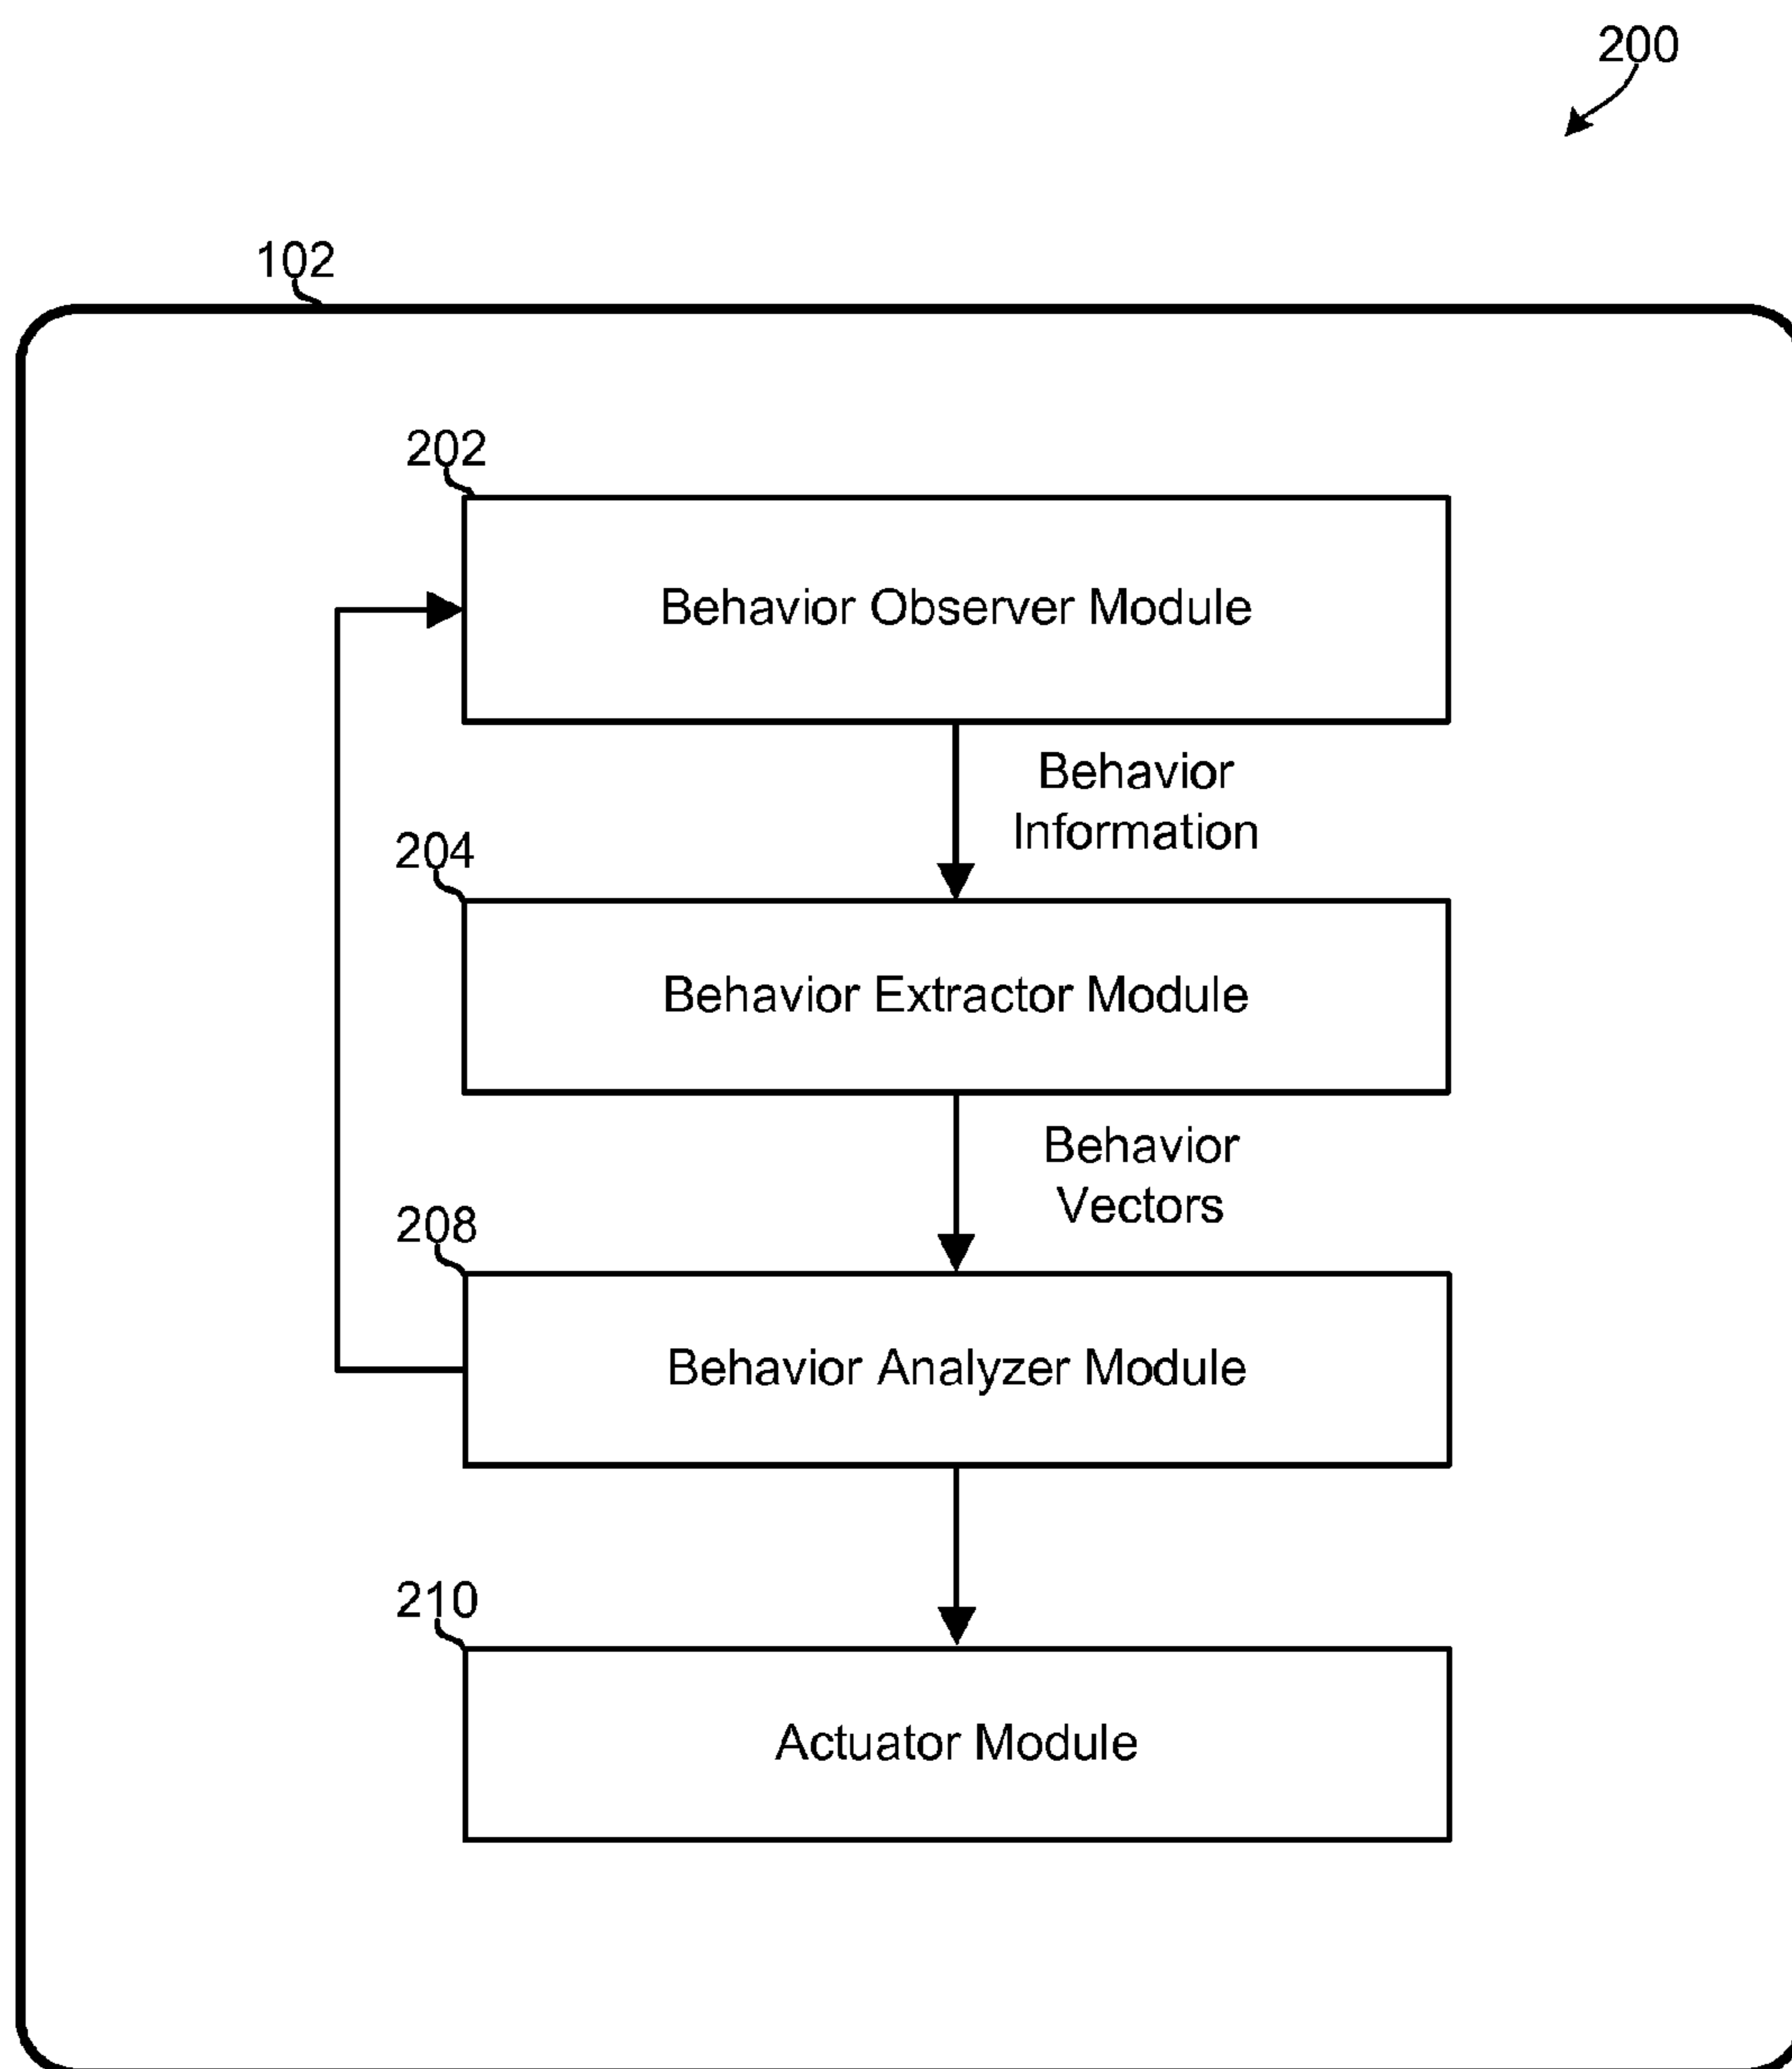 200
102
202
Behavior Observer Module
Behavior
Information
204
Behavior Extractor Module
Behavior
Vectors
208
Behavior Analyzer Module
210
Actuator Module